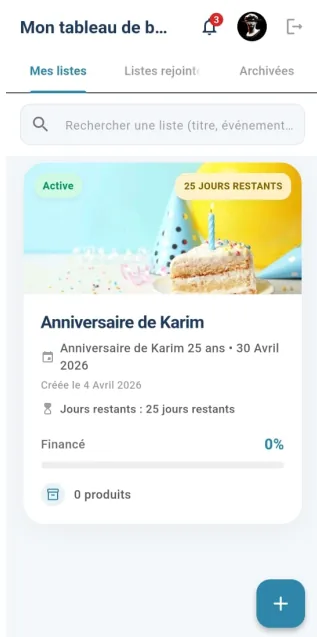 Mon tableau de b...
3
Mes listes
Listes rejoint
Archivées
Rechercher une liste (titre, événement...
Active
25 JOURS RESTANTS
Anniversaire de Karim
Anniversaire de Karim 25 ans • 30 Avril
2026
Créée le 4 Avril 2026
Jours restants : 25 jours restants
Financé
0%
0 produits